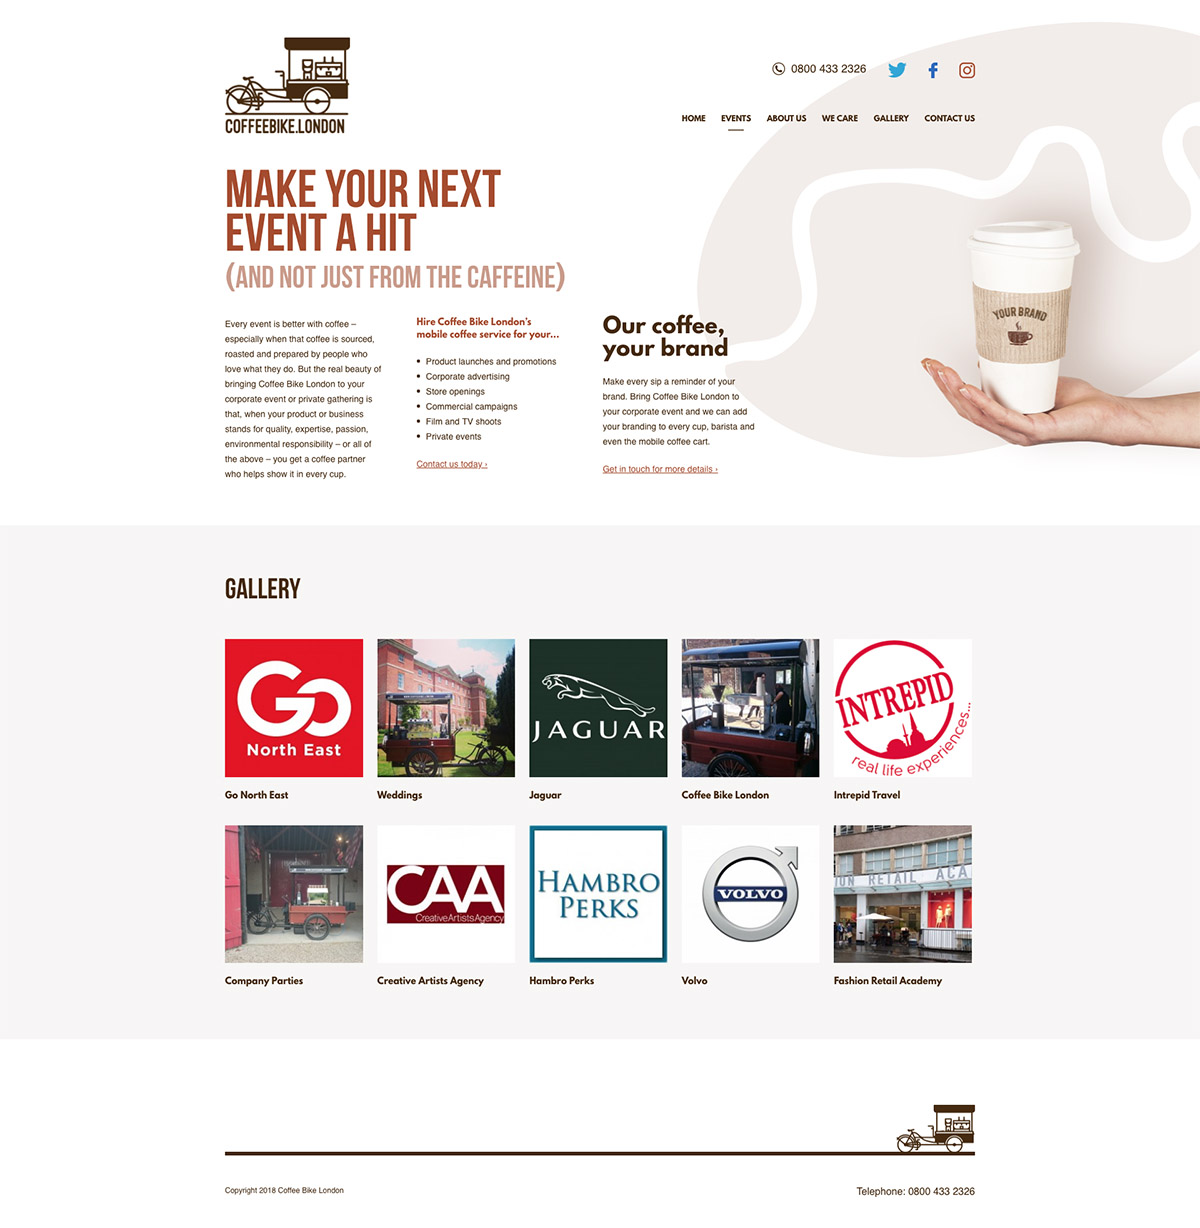 COFFEEBIKE.LONDON
0800 433 2326
HOME EVENTS ABOUT US WE CARE GALLERY CONTACT US
MAKE YOUR NEXT
EVENT A HIT
(AND NOT JUST FROM THE CAFFEINE)
Every event is better with coffee –
especially when that coffee is sourced,
roasted and prepared by people who
love what they do. But the real beauty of
bringing Coffee Bike London to your
corporate event or private gathering is
that, when your product or business
stands for quality, expertise, passion,
environmental responsibility – or all of
the above – you get a coffee partner
who helps show it in every cup.
Hire Coffee Bike London's
mobile coffee service for your...
• Product launches and promotions
• Corporate advertising
• Store openings
• Commercial campaigns
• Film and TV shoots
• Private events
Contact us today ›
Our coffee,
your brand
Make every sip a reminder of your
brand. Bring Coffee Bike London to
your corporate event and we can add
your branding to every cup, barista and
even the mobile coffee cart.
Get in touch for more details ›
YOUR BRAND
GALLERY
Go
North East
JAGUAR
INTREPID
real life experiences...
Go North East
Weddings
Jaguar
Coffee Bike London
Intrepid Travel
CAA
CreativeArtistsAgency
HAMBRO
PERKS
VOLVO
ION RETAIL ACA
Company Parties
Creative Artists Agency
Hambro Perks
Volvo
Fashion Retail Academy
Copyright 2018 Coffee Bike London
Telephone: 0800 433 2326